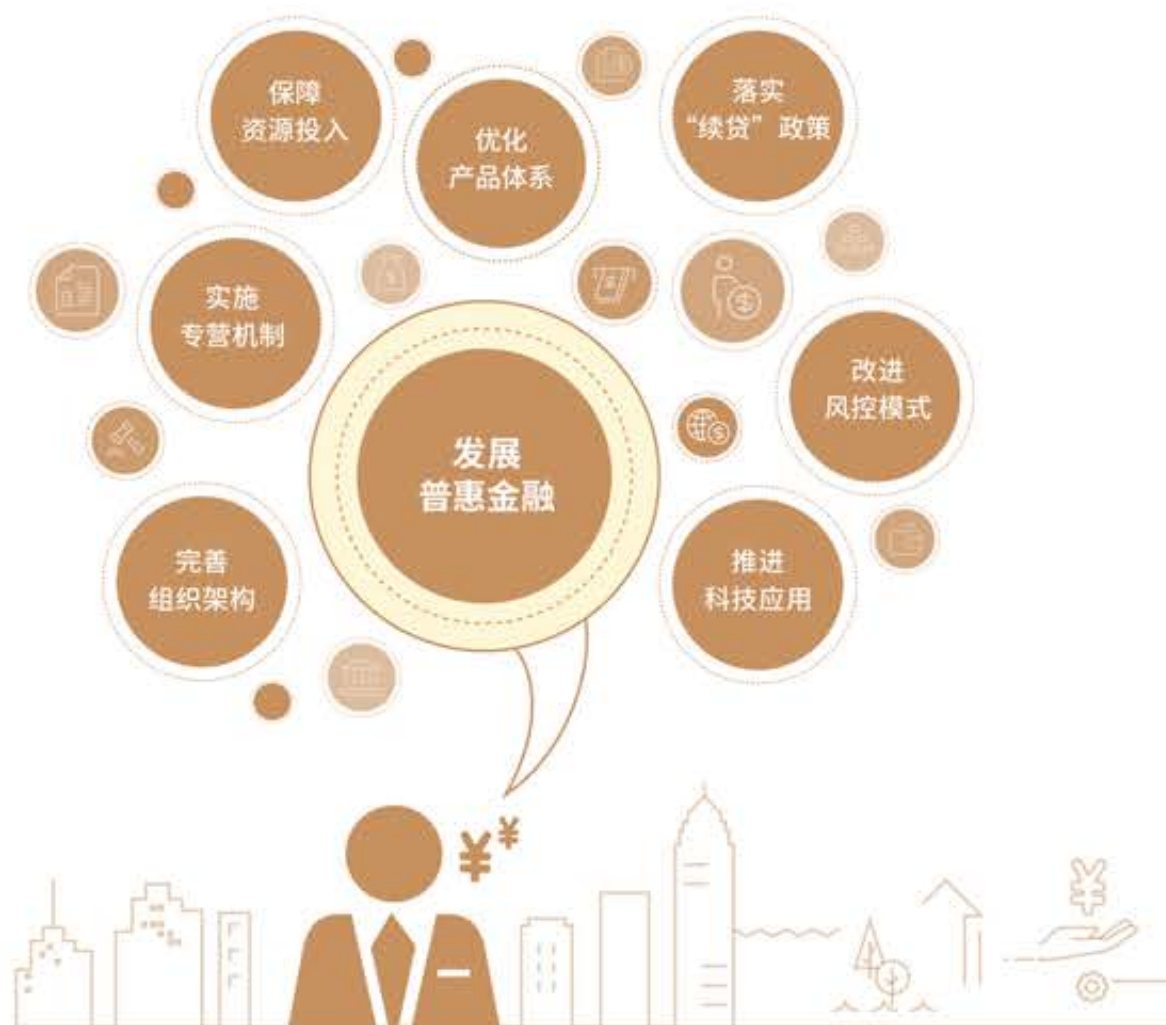 保障
资源投入
优化
产品体系
落实
“续贷”政策
实施
专营机制
改进
风控模式
发展
普惠金融
完善
组织架构
推进
科技应用
¥¥
¥